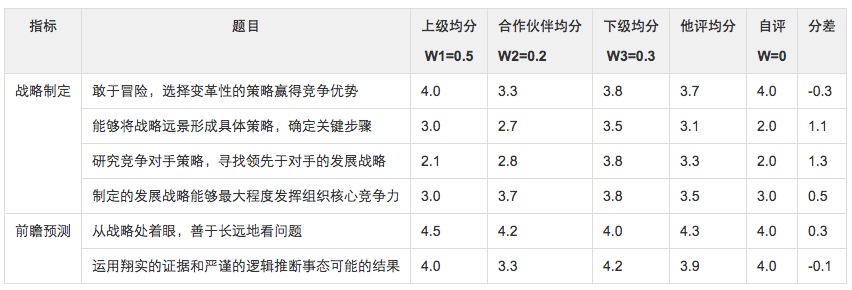 指标 题目 上级均分 合作伙伴均分 下级均分 他评均分 自评 分差
W1=0.5 W2=0.2 W3=0.3 W=0
战略制定 敢于冒险，选择变革性的策略赢得竞争优势 4.0 3.3 3.8 3.7 4.0 -0.3
能够将战略远景形成具体策略，确定关键步骤 3.0 2.7 3.5 3.1 2.0 1.1
研究竞争对手策略，寻找领先于对手的发展战略 2.1 2.8 3.8 3.3 2.0 1.3
制定的发展战略能够最大程度发挥组织核心竞争力 3.0 3.7 3.8 3.5 3.0 0.5
前瞻预测 从战略处着眼，善于长远地看问题 4.5 4.2 4.0 4.3 4.0 0.3
运用翔实的证据和严谨的逻辑推断事态可能的结果 4.0 3.3 4.2 3.9 4.0 -0.1